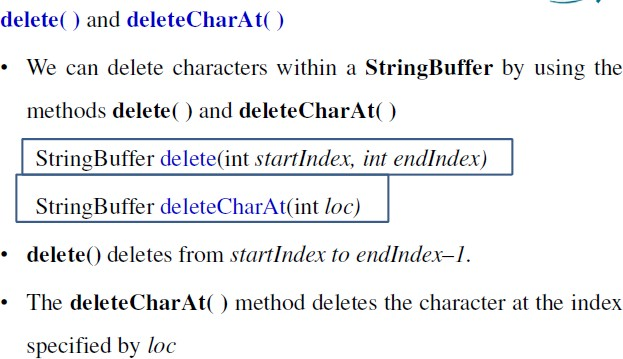 delete( ) and deleteCharAt( )
• We can delete characters within a StringBuffer by using the
methods delete( ) and deleteCharAt( )
StringBuffer delete(int startIndex, int endIndex)
StringBuffer deleteCharAt(int loc)
• delete() deletes from startIndex to endIndex–1.
• The deleteCharAt( ) method deletes the character at the index
specified by loc